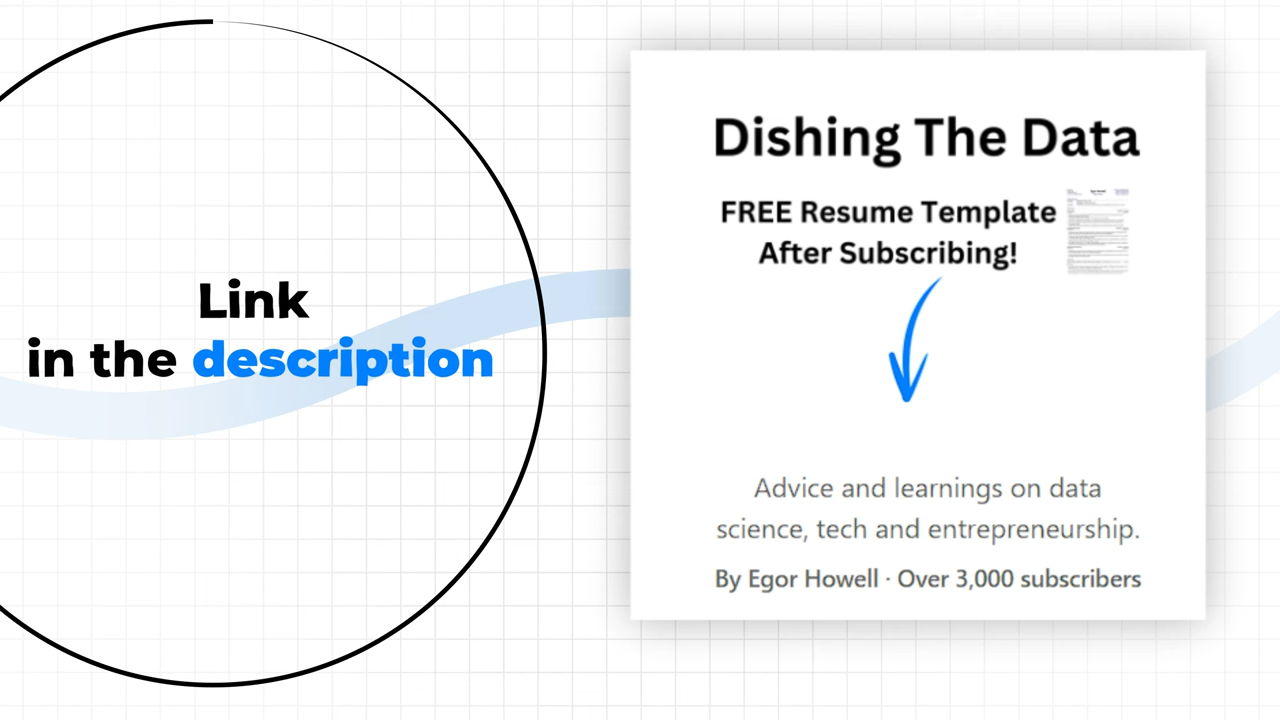 Link
in the description
Dishing The Data
FREE Resume Template
After Subscribing!
Advice and learnings on data
science, tech and entrepreneurship.
By Egor Howell · Over 3,000 subscribers